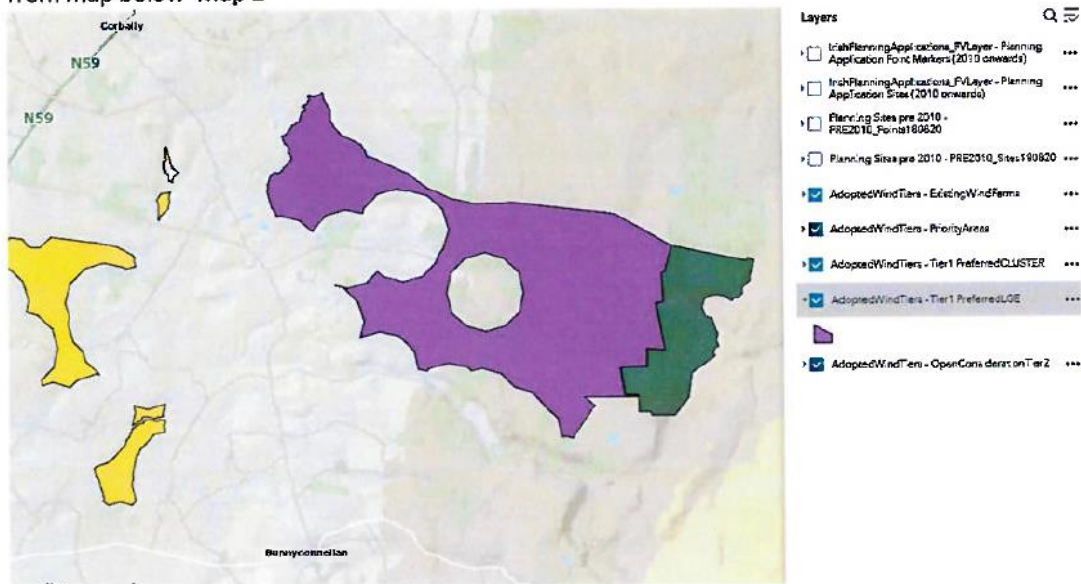 from map below Map 2
Corbally
N59
N59
Bunnyconnellan
Layers
IrishPlanningApplications_FVLayer - Planning
Application Point Markers (2010 onwards)
IrishPlanningApplications_FVLayer - Planning
Application Sites (2010 onwards)
Planning Sites pre 2010 -
PRE2010_Points180620
Planning Sites pre 2010 - PRE2010_Sites190620
AdoptedWindTiers - ExistingWindFarms
AdoptedWindTiers - PriorityAreas
AdoptedWindTiers - Tier1 PreferredCLUSTER
AdoptedWindTiers - Tier1 PreferredLGE
AdoptedWindTiers - OpenConsiderationTier2